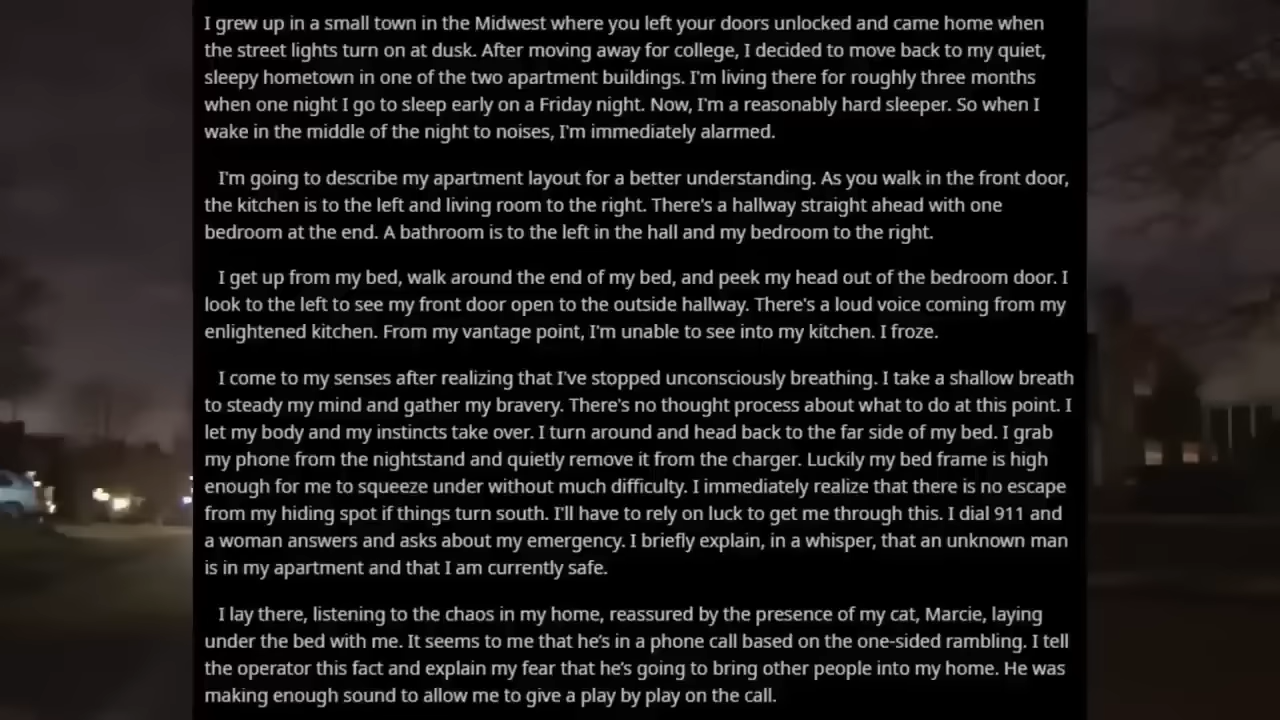 I grew up in a small town in the Midwest where you left your doors unlocked and came home when
the street lights turn on at dusk. After moving away for college, I decided to move back to my quiet,
sleepy hometown in one of the two apartment buildings. I'm living there for roughly three months
when one night I go to sleep early on a Friday night. Now, I'm a reasonably hard sleeper. So when I
wake in the middle of the night to noises, I'm immediately alarmed.
I'm going to describe my apartment layout for a better understanding. As you walk in the front door,
the kitchen is to the left and living room to the right. There's a hallway straight ahead with one
bedroom at the end. A bathroom is to the left in the hall and my bedroom to the right.
I get up from my bed, walk around the end of my bed, and peek my head out of the bedroom door. I
look to the left to see my front door open to the outside hallway. There's a loud voice coming from my
enlightened kitchen. From my vantage point, I'm unable to see into my kitchen. I froze.
I come to my senses after realizing that I've stopped unconsciously breathing. I take a shallow breath
to steady my mind and gather my bravery. There's no thought process about what to do at this point. I
let my body and my instincts take over. I turn around and head back to the far side of my bed. I grab
my phone from the nightstand and quietly remove it from the charger. Luckily my bed frame is high
enough for me to squeeze under without much difficulty. I immediately realize that there is no escape
from my hiding spot if things turn south. I'll have to rely on luck to get me through this. I dial 911 and
a woman answers and asks about my emergency. I briefly explain, in a whisper, that an unknown man
is in my apartment and that I am currently safe.
I lay there, listening to the chaos in my home, reassured by the presence of my cat, Marcie, laying
under the bed with me. It seems to me that he’s in a phone call based on the one-sided rambling. I tell
the operator this fact and explain my fear that he’s going to bring other people into my home. He was
making enough sound to allow me to give a play by play on the call.